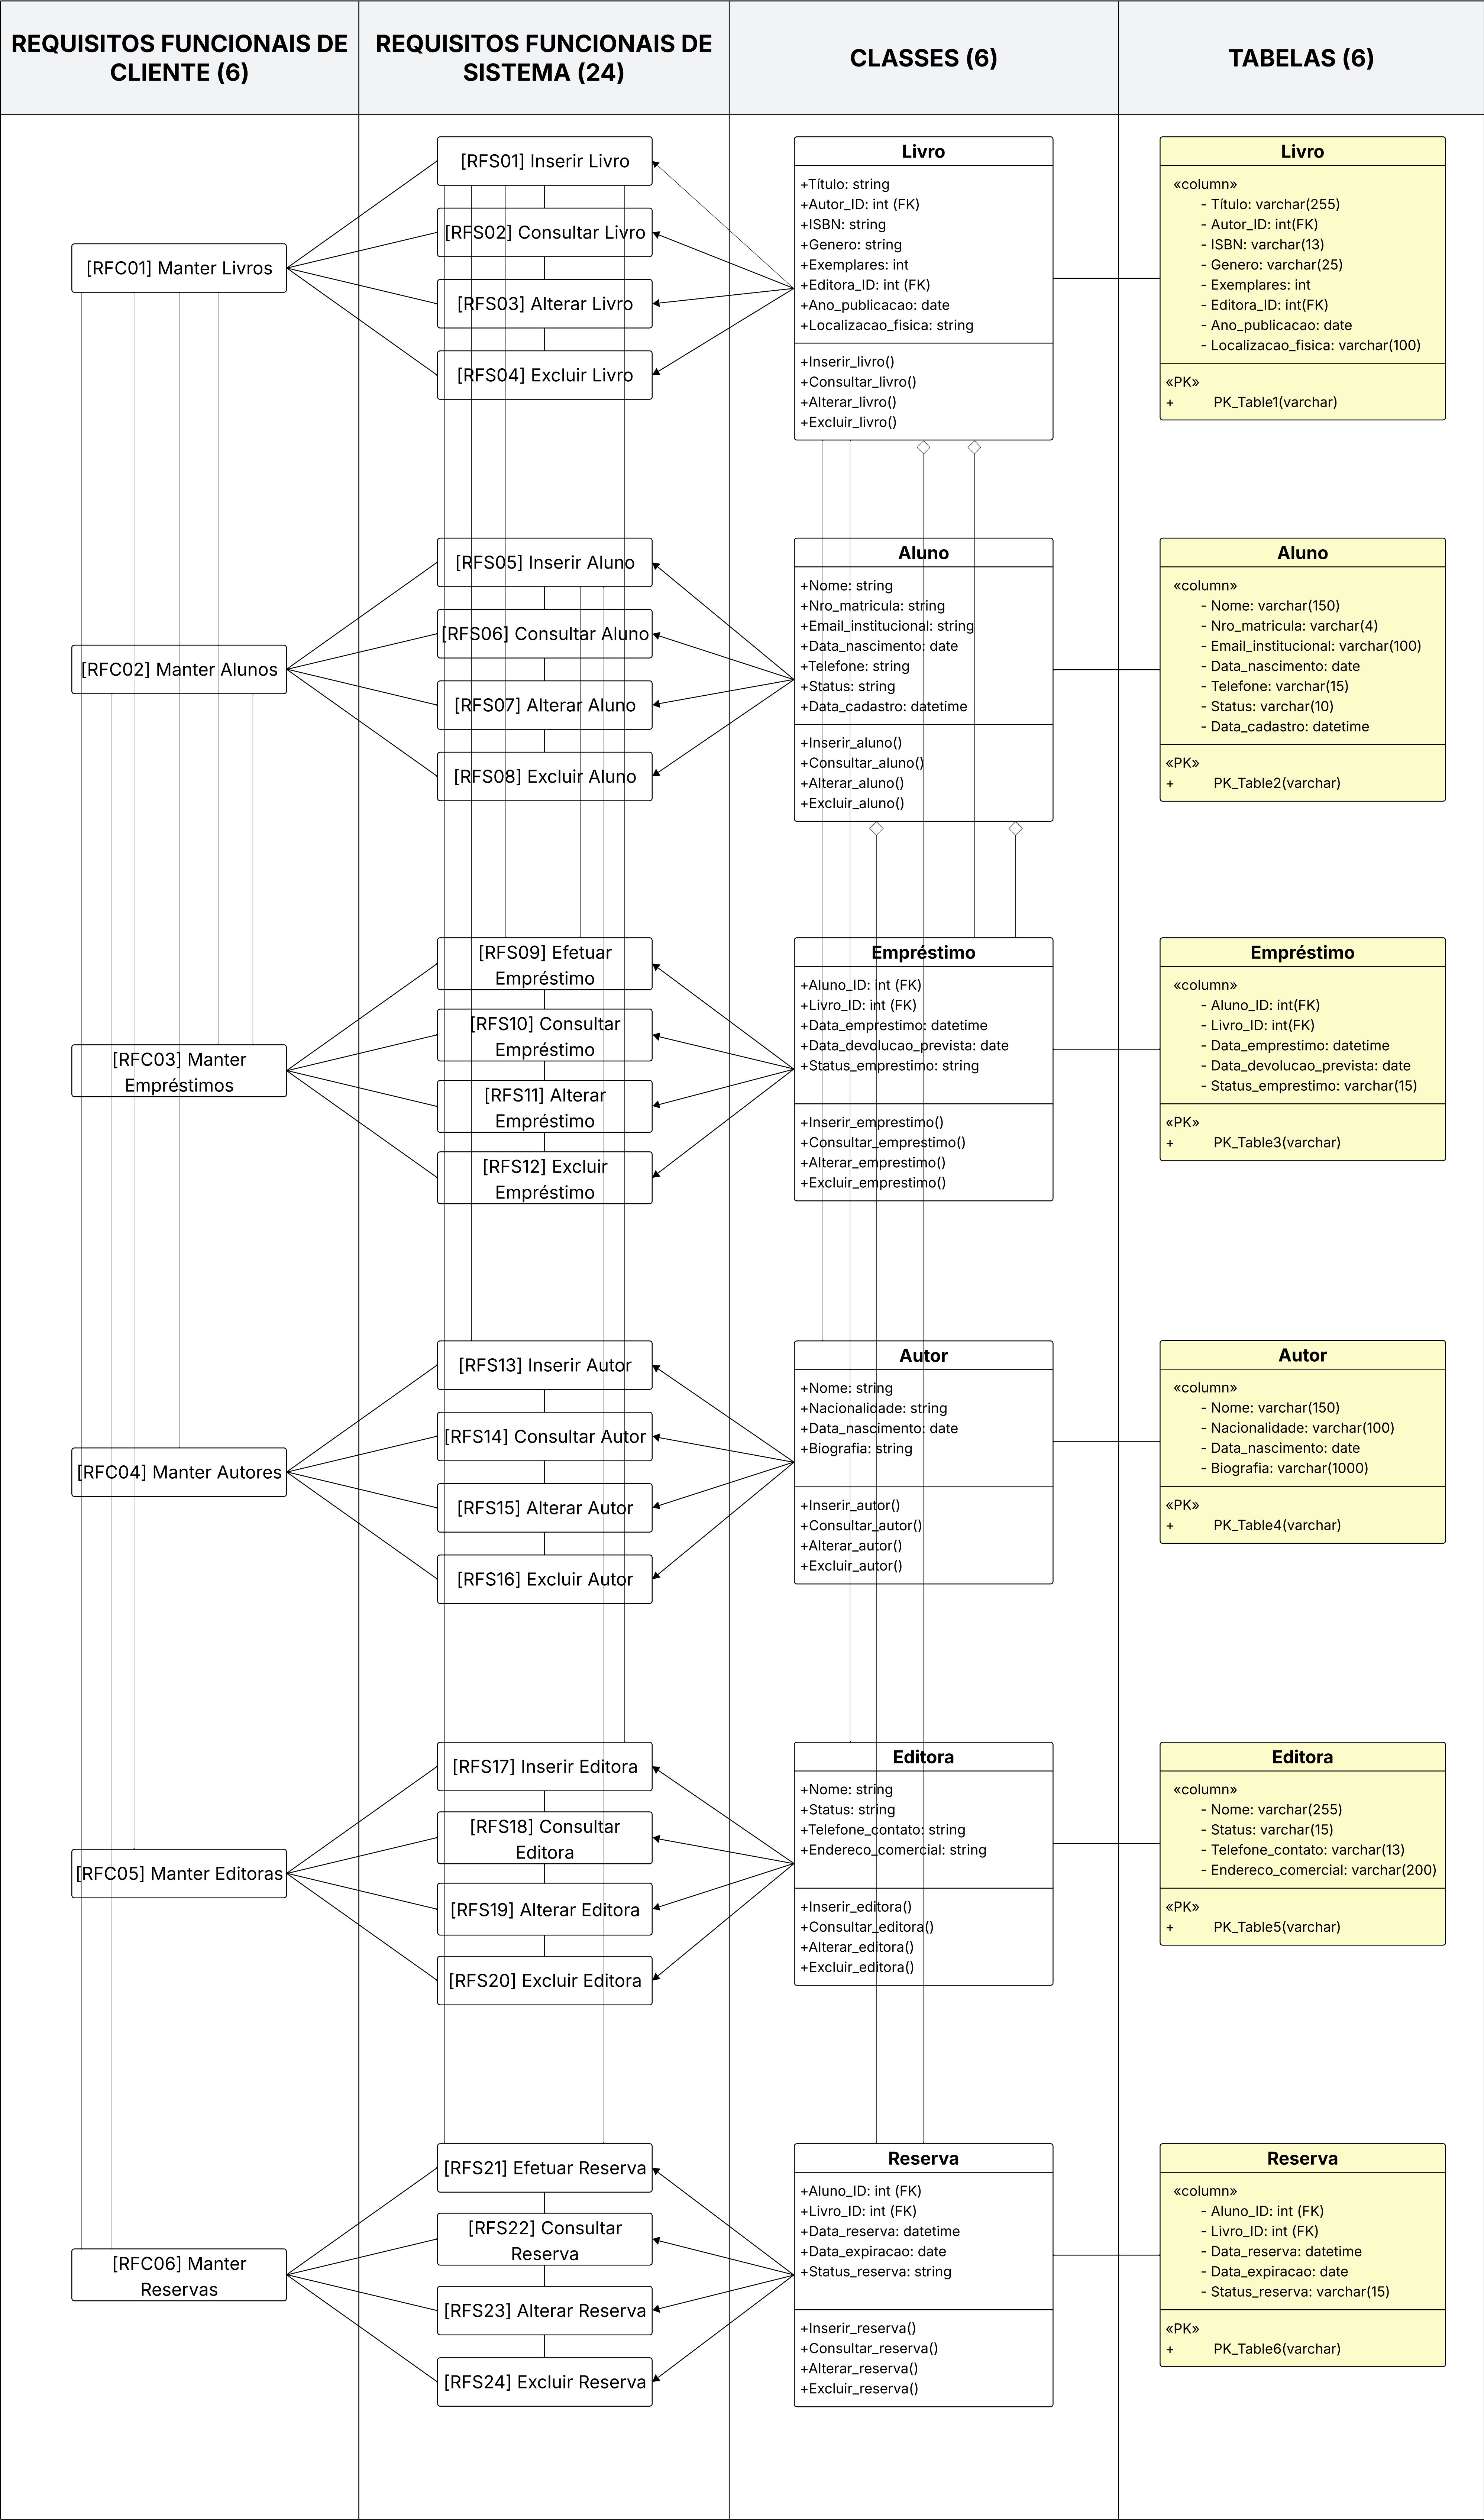 REQUISITOS FUNCIONAIS DE
CLIENTE (6)
REQUISITOS FUNCIONAIS DE
SISTEMA (24)
CLASSES (6)
TABELAS (6)
[RFC01] Manter Livros
[RFS01] Inserir Livro
[RFS02] Consultar Livro
[RFS03] Alterar Livro
[RFS04] Excluir Livro
Livro
+Título: string
+Autor_ID: int (FK)
+ISBN: string
+Genero: string
+Exemplares: int
+Editora_ID: int (FK)
+Ano_publicacao: date
+Localizacao_fisica: string
+Inserir_livro()
+Consultar_livro()
+Alterar_livro()
+Excluir_livro()
Livro
«column»
- Título: varchar(255)
- Autor_ID: int(FK)
- ISBN: varchar(13)
- Genero: varchar(25)
- Exemplares: int
- Editora_ID: int(FK)
- Ano_publicacao: date
- Localizacao_fisica: varchar(100)
«PK»
+ PK_Table1(varchar)
[RFC02] Manter Alunos
[RFS05] Inserir Aluno
[RFS06] Consultar Aluno
[RFS07] Alterar Aluno
[RFS08] Excluir Aluno
Aluno
+Nome: string
+Nro_matricula: string
+Email_institucional: string
+Data_nascimento: date
+Telefone: string
+Status: string
+Data_cadastro: datetime
+Inserir_aluno()
+Consultar_aluno()
+Alterar_aluno()
+Excluir_aluno()
Aluno
«column»
- Nome: varchar(150)
- Nro_matricula: varchar(4)
- Email_institucional: varchar(100)
- Data_nascimento: date
- Telefone: varchar(15)
- Status: varchar(10)
- Data_cadastro: datetime
«PK»
+ PK_Table2(varchar)
[RFC03] Manter
Empréstimos
[RFS09] Efetuar
Empréstimo
[RFS10] Consultar
Empréstimo
[RFS11] Alterar
Empréstimo
[RFS12] Excluir
Empréstimo
Empréstimo
+Aluno_ID: int (FK)
+Livro_ID: int (FK)
+Data_emprestimo: datetime
+Data_devolucao_prevista: date
+Status_emprestimo: string
+Inserir_emprestimo()
+Consultar_emprestimo()
+Alterar_emprestimo()
+Excluir_emprestimo()
Empréstimo
«column»
- Aluno_ID: int(FK)
- Livro_ID: int(FK)
- Data_emprestimo: datetime
- Data_devolucao_prevista: date
- Status_emprestimo: varchar(15)
«PK»
+ PK_Table3(varchar)
[RFC04] Manter Autores
[RFS13] Inserir Autor
[RFS14] Consultar Autor
[RFS15] Alterar Autor
[RFS16] Excluir Autor
Autor
+Nome: string
+Nacionalidade: string
+Data_nascimento: date
+Biografia: string
+Inserir_autor()
+Consultar_autor()
+Alterar_autor()
+Excluir_autor()
Autor
«column»
- Nome: varchar(150)
- Nacionalidade: varchar(100)
- Data_nascimento: date
- Biografia: varchar(1000)
«PK»
+ PK_Table4(varchar)
[RFC05] Manter Editoras
[RFS17] Inserir Editora
[RFS18] Consultar
Editora
[RFS19] Alterar Editora
[RFS20] Excluir Editora
Editora
+Nome: string
+Status: string
+Telefone_contato: string
+Endereco_comercial: string
+Inserir_editora()
+Consultar_editora()
+Alterar_editora()
+Excluir_editora()
Editora
«column»
- Nome: varchar(255)
- Status: varchar(15)
- Telefone_contato: varchar(13)
- Endereco_comercial: varchar(200)
«PK»
+ PK_Table5(varchar)
[RFC06] Manter
Reservas
[RFS21] Efetuar Reserva
[RFS22] Consultar
Reserva
[RFS23] Alterar Reserva
[RFS24] Excluir Reserva
Reserva
+Aluno_ID: int (FK)
+Livro_ID: int (FK)
+Data_reserva: datetime
+Data_expiracao: date
+Status_reserva: string
+Inserir_reserva()
+Consultar_reserva()
+Alterar_reserva()
+Excluir_reserva()
Reserva
«column»
- Aluno_ID: int (FK)
- Livro_ID: int (FK)
- Data_reserva: datetime
- Data_expiracao: date
- Status_reserva: varchar(15)
«PK»
+ PK_Table6(varchar)